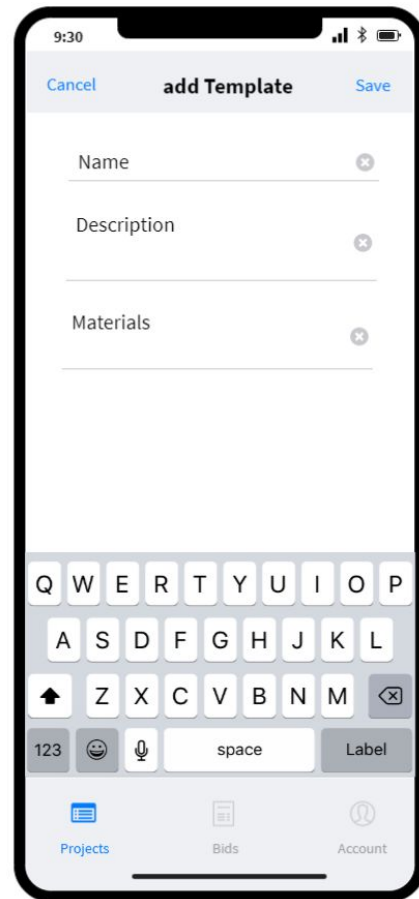 9:30
Cancel add Template Save
Name
Description
Materials
Q W E R T Y U I O P
A S D F G H J K L
Z X C V B N M
123 space Label
Projects Bids Account